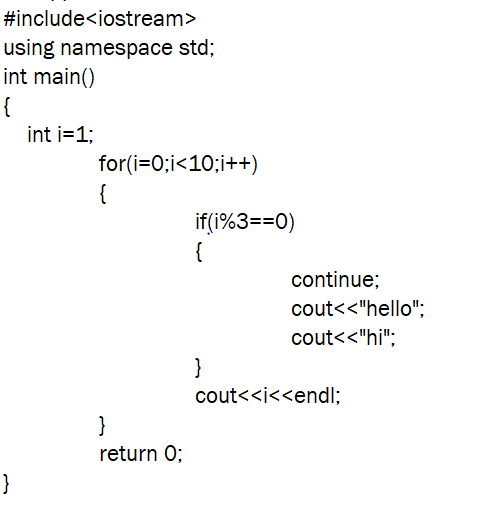 #include<iostream>
using namespace std;
int main()
{
int i=1;
for(i=0;i<10;i++)
{
if(i%3==0)
{
continue;
cout<<"hello";
cout<<"hi";
}
cout<<i<<endl;
}
return 0;
}